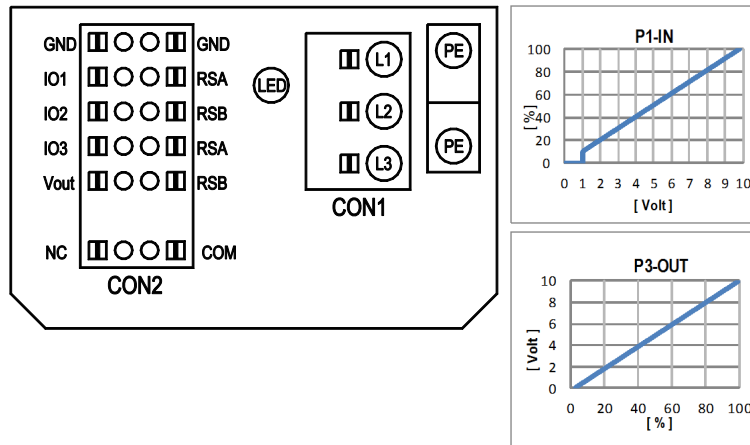 GND GND
IO1 RSA
IO2 RSB
IO3 RSA
Vout RSB
NC COM
CON2
LED
L1
L2
L3
CON1
PE
PE
P1-IN
[ % ]
100
80
60
40
20
0
0 1 2 3 4 5 6 7 8 9 10
[ Volt ]
P3-OUT
[ Volt ]
10
8
6
4
2
0
0 20 40 60 80 100
[ % ]